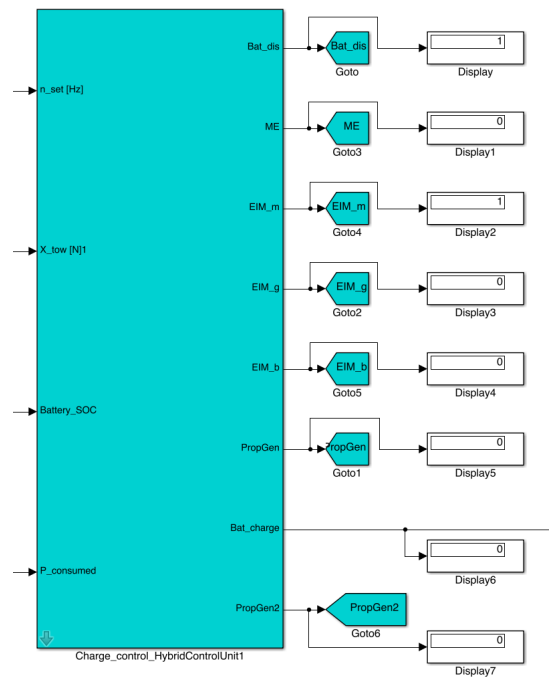 Bat_dis
Bat_dis
1
Goto
Display
n_set [Hz]
ME
ME
0
Goto3
Display1
EIM_m
EIM_m
1
Goto4
Display2
X_tow [N]1
EIM_g
EIM_g
0
Goto2
Display3
EIM_b
EIM_b
0
Goto5
Display4
Battery_SOC
PropGen
PropGen
0
Goto1
Display5
Bat_charge
0
Display6
P_consumed
PropGen2
PropGen2
Goto6
0
Display7
Charge_control_HybridControlUnit1